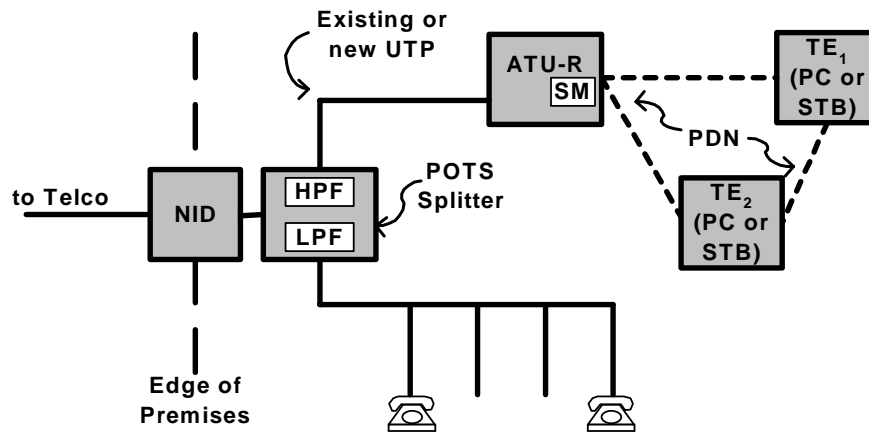 Existing or
new UTP
ATU-R
SM
TE1
(PC or
STB)
PDN
to Telco
NID
HPF
LPF
POTS
Splitter
TE2
(PC or
STB)
Edge of
Premises